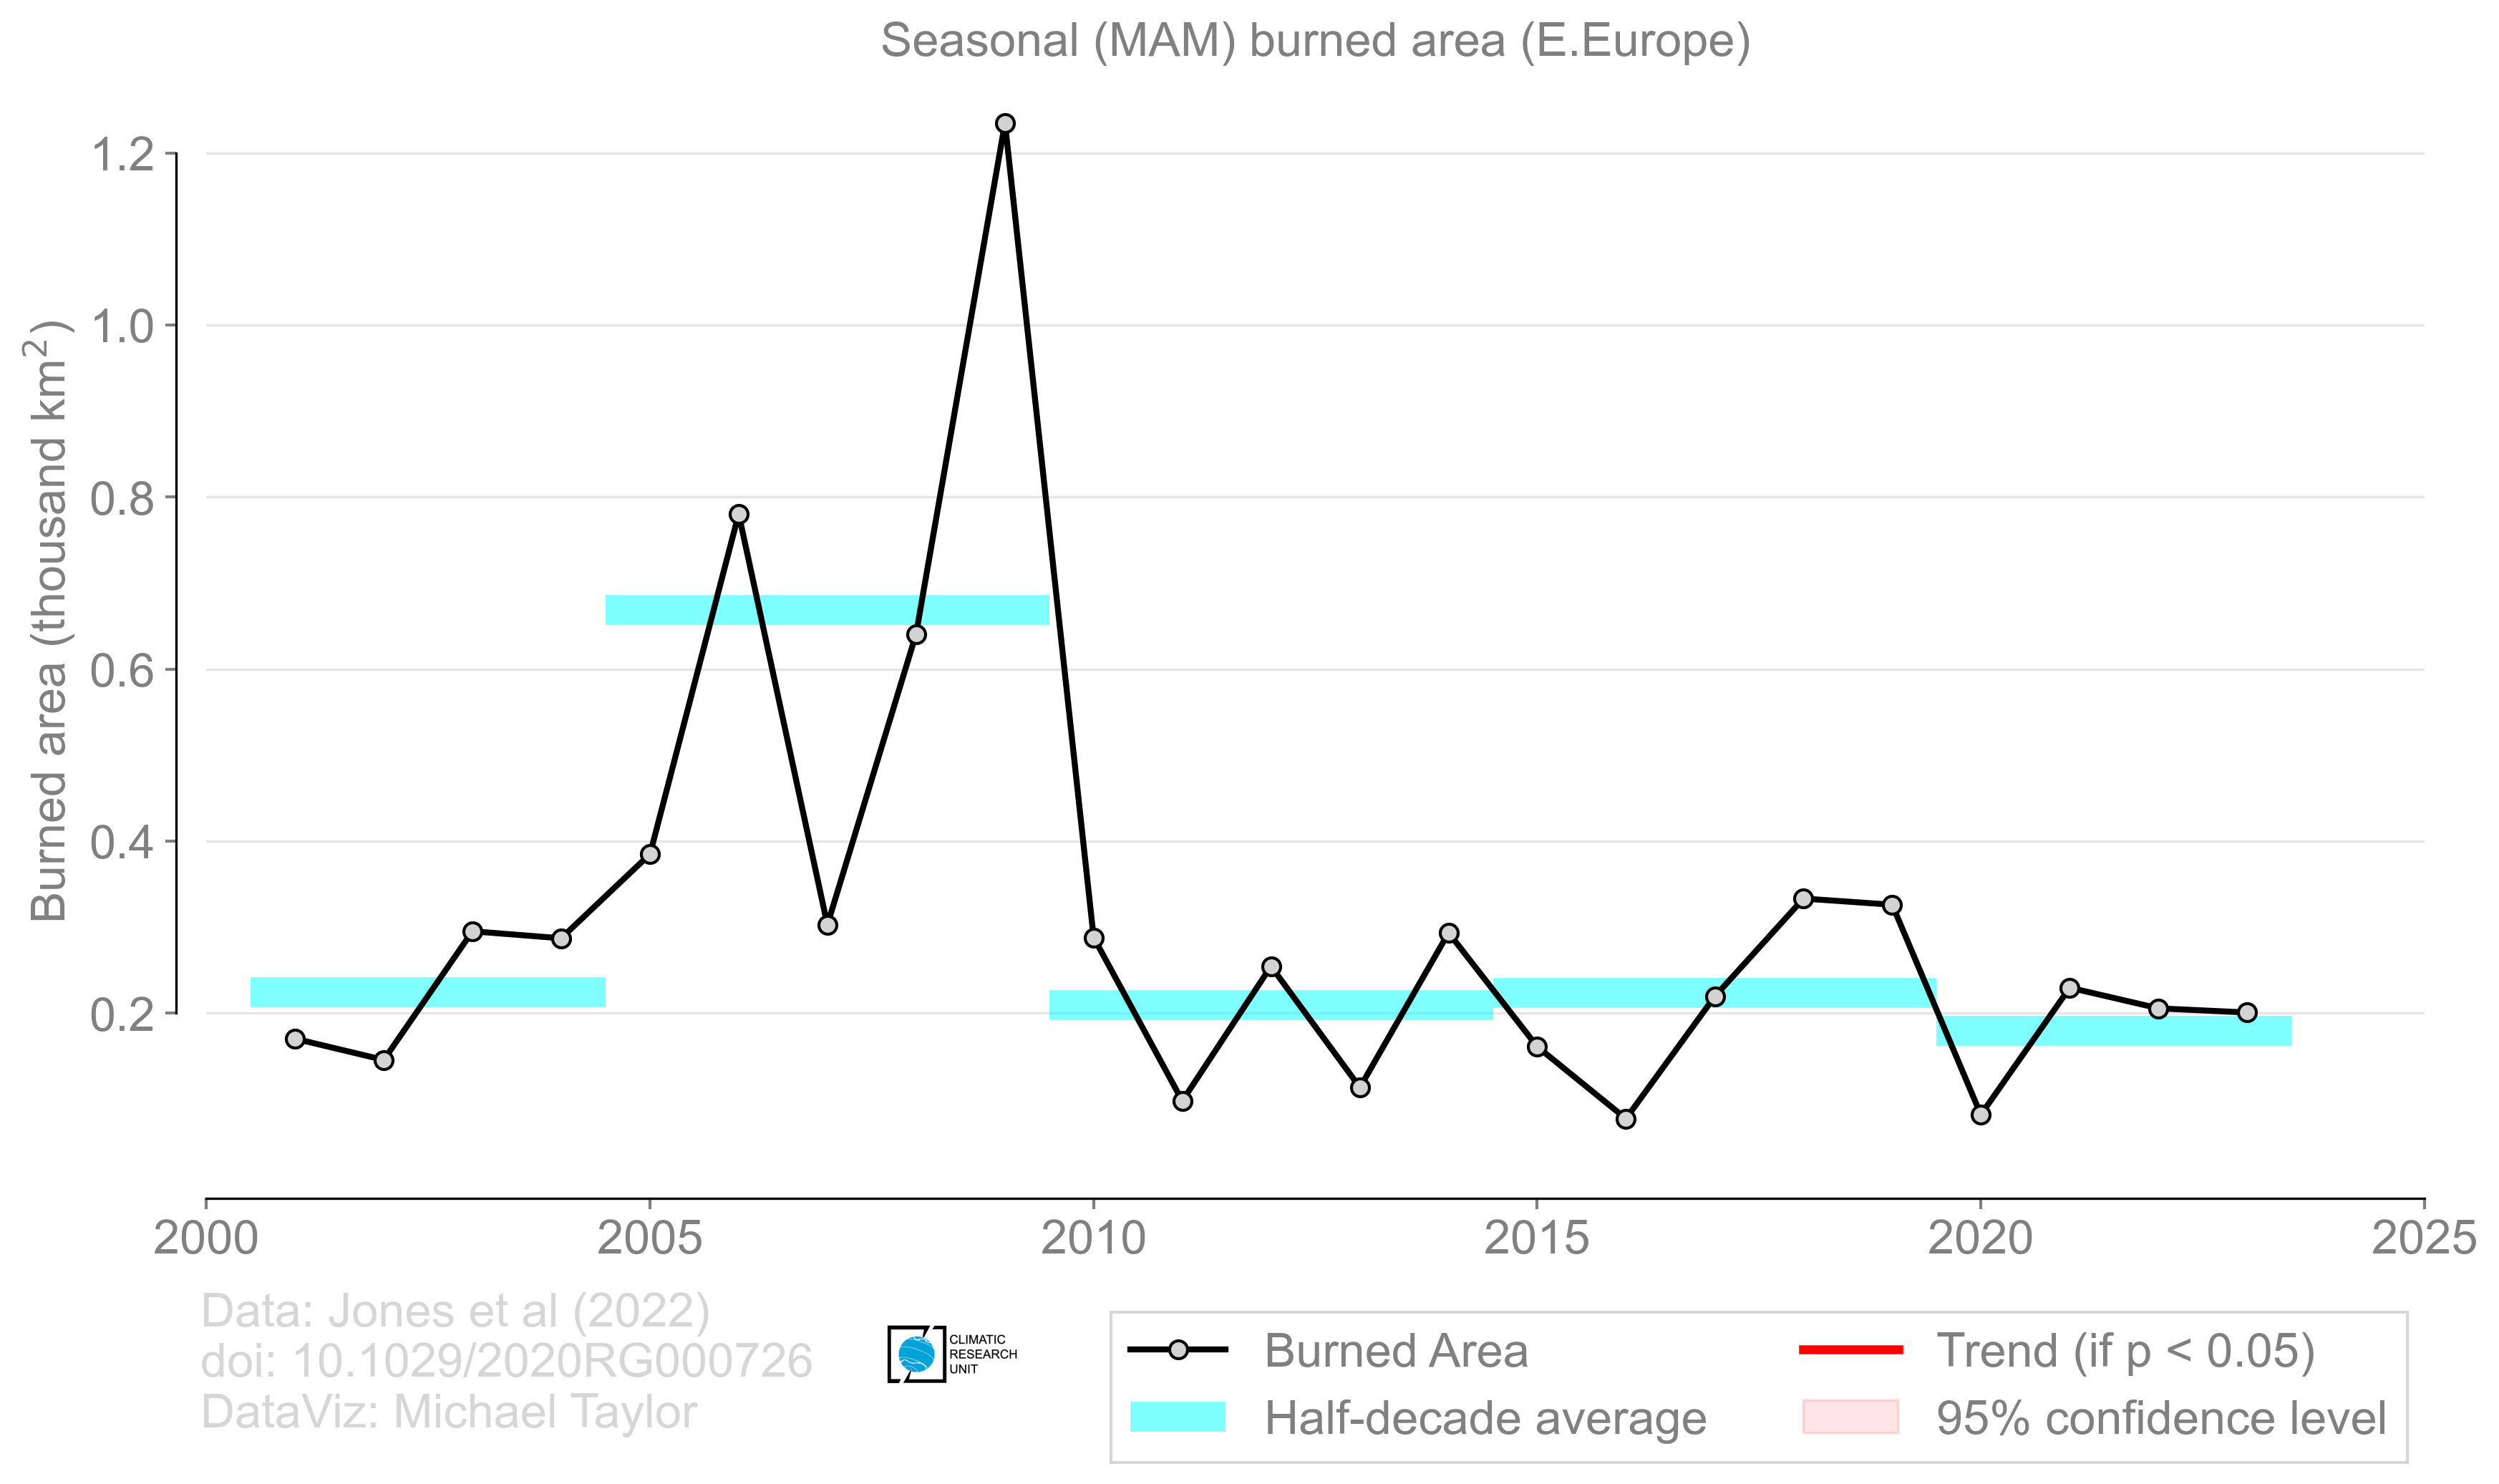 Seasonal (MAM) burned area (E.Europe)
Burned area (thousand km²)
1.2
1.0
0.8
0.6
0.4
0.2
2000
2005
2010
2015
2020
2025
Data: Jones et al (2022)
doi: 10.1029/2020RG000726
DataViz: Michael Taylor
CLIMATIC
RESEARCH
UNIT
Burned Area
Half-decade average
Trend (if p < 0.05)
95% confidence level